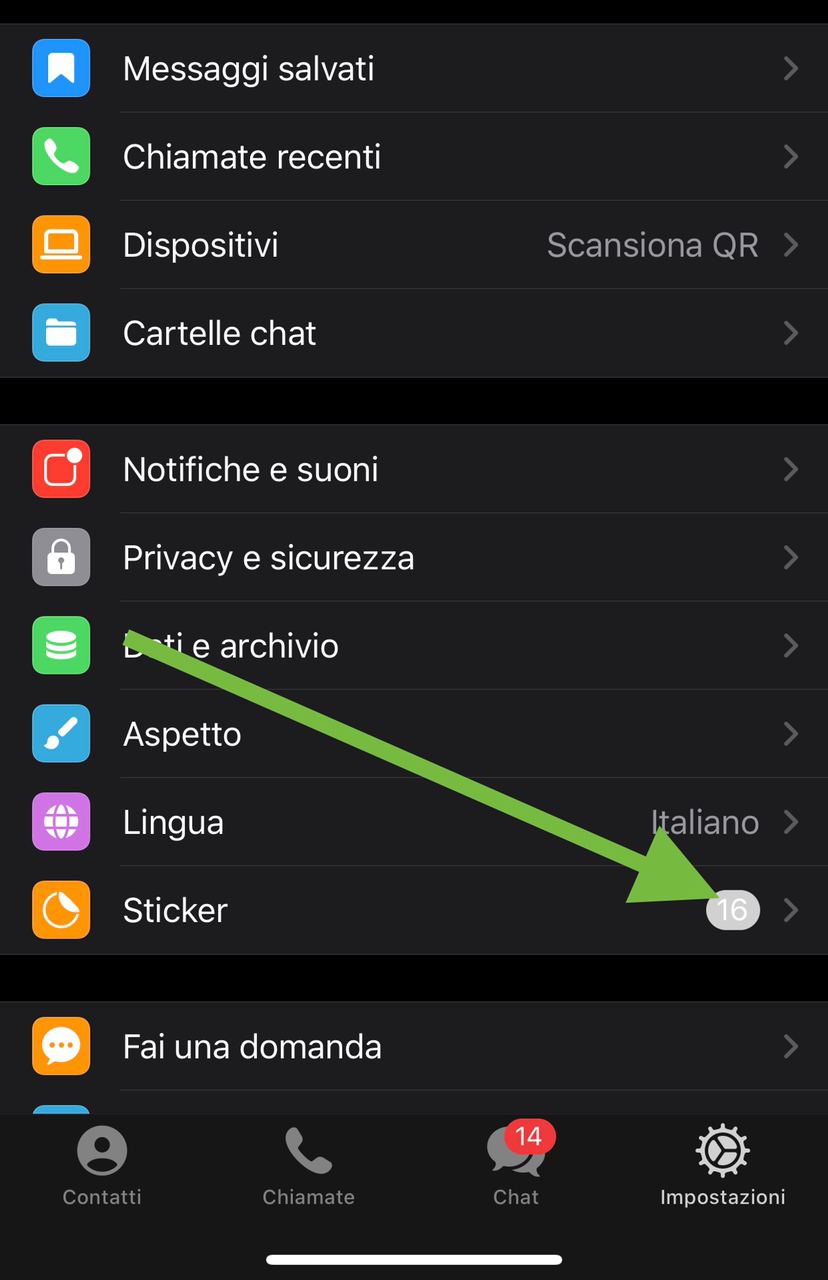 Messaggi salvati
Chiamate recenti
Dispositivi Scansiona QR
Cartelle chat
Notifiche e suoni
Privacy e sicurezza
Dati e archivio
Aspetto
Lingua Italiano
Sticker 16
Fai una domanda
14
Contatti Chiamate Chat Impostazioni